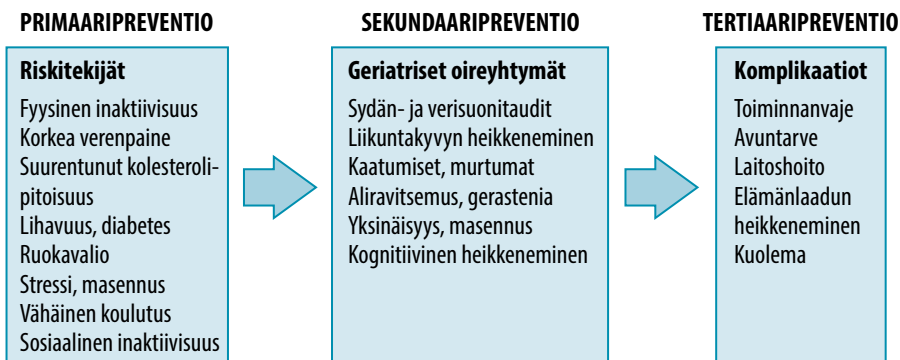 PRIMAARIPREVENTIO
Riskitekijät
Fyysinen inaktiivisuus
Korkea verenpaine
Suurentunut kolesteroli-
pitoisuus
Lihavuus, diabetes
Ruokavalio
Stressi, masennus
Vähäinen koulutus
Sosiaalinen inaktiivisuus
SEKUNDAARIPREVENTIO
Geriatriset oireyhtymät
Sydän- ja verisuonitaudit
Liikuntakyvyn heikkeneminen
Kaatumiset, murtumat
Aliravitsemus, gerastenia
Yksinäisyys, masennus
Kognitiivinen heikkeneminen
TERTIAARIPREVENTIO
Komplikaatiot
Toiminnanvaje
Avuntarve
Laitoshoito
Elämänlaadun
heikkeneminen
Kuolema